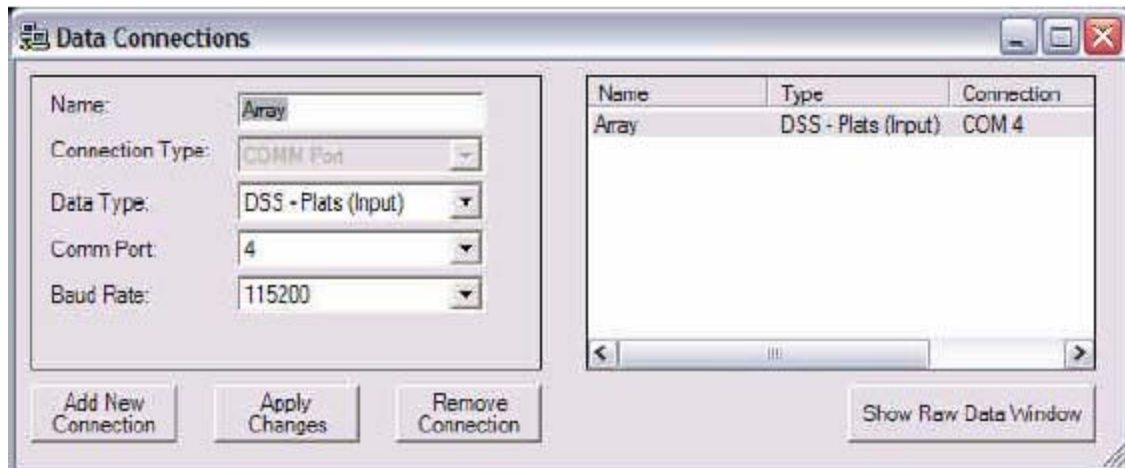 Data Connections
Name: Array
Connection Type: COMM Port
Data Type: DSS - Plats (Input)
Comm Port: 4
Baud Rate: 115200
Name Type Connection
Array DSS - Plats (Input) COM 4
Add New Connection
Apply Changes
Remove Connection
Show Raw Data Window